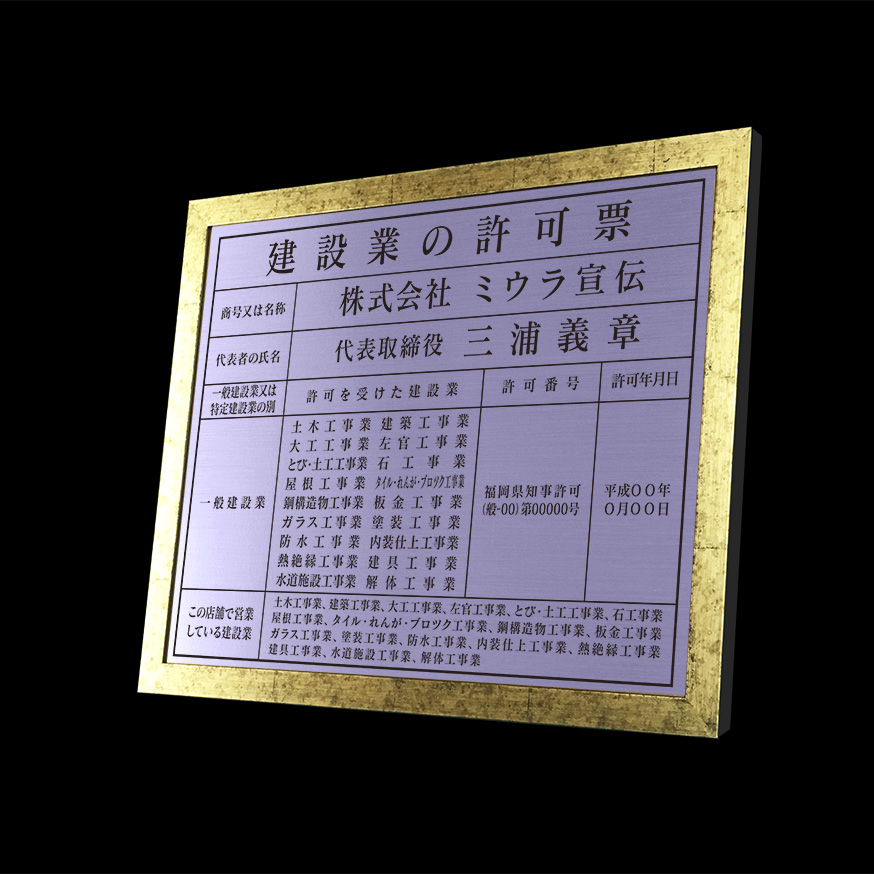 建設業の許可票
商号又は名称 株式会社 ミウラ宣伝
代表者の氏名 代表取締役 三浦義章
一般建設業又は
特定建設業の別
許可を受けた建設業
許可番号
許可年月日
一般建設業
土木工事業 建築工事業
大工工事業 左官工事業
とび・土工工事業 石工事業
屋根工事業 タイル・れんが・ブロツク工事業
鋼構造物工事業 板金工事業
ガラス工事業 塗装工事業
防水工事業 内装仕上工事業
熱絶縁工事業 建具工事業
水道施設工事業 解体工事業
福岡県知事許可
(般-00)第00000号
平成○○年
○月○○日
この店舗で営業
している建設業
土木工事業、建築工事業、大工工事業、左官工事業、とび・土工工事業、石工事業
屋根工事業、タイル・れんが・ブロツク工事業、鋼構造物工事業、板金工事業
ガラス工事業、塗装工事業、防水工事業、内装仕上工事業、熱絶縁工事業
建具工事業、水道施設工事業、解体工事業